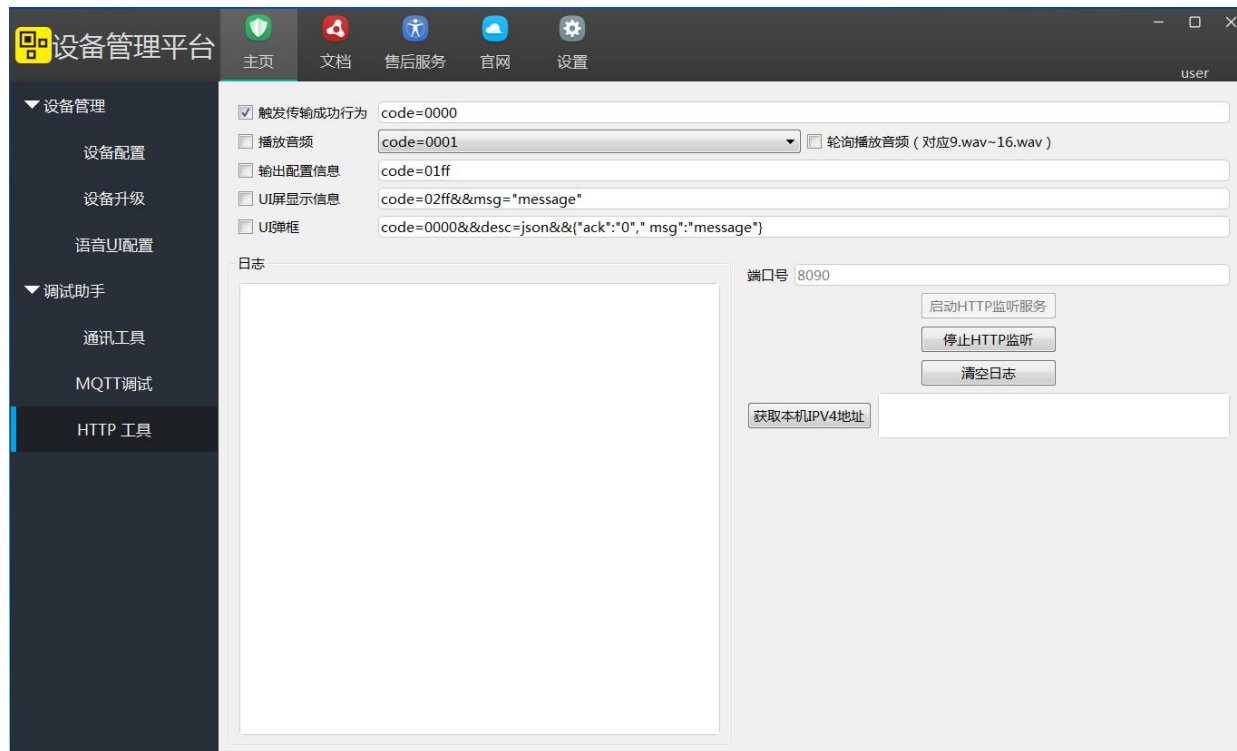 设备管理平台
主页
文档
售后服务
官网
设置
user
设备管理
设备配置
设备升级
语音UI配置
调试助手
通讯工具
MQTT调试
HTTP 工具
触发传输成功行为 code=0000
播放音频 code=0001 轮询播放音频（对应9.wav~16.wav）
输出配置信息 code=01ff
UI屏显示信息 code=02ff&&msg="message"
UI弹框 code=0000&&desc=json&&{"ack":"0"," msg":"message"}
日志
端口号 8090
启动HTTP监听服务
停止HTTP监听
清空日志
获取本机IPV4地址